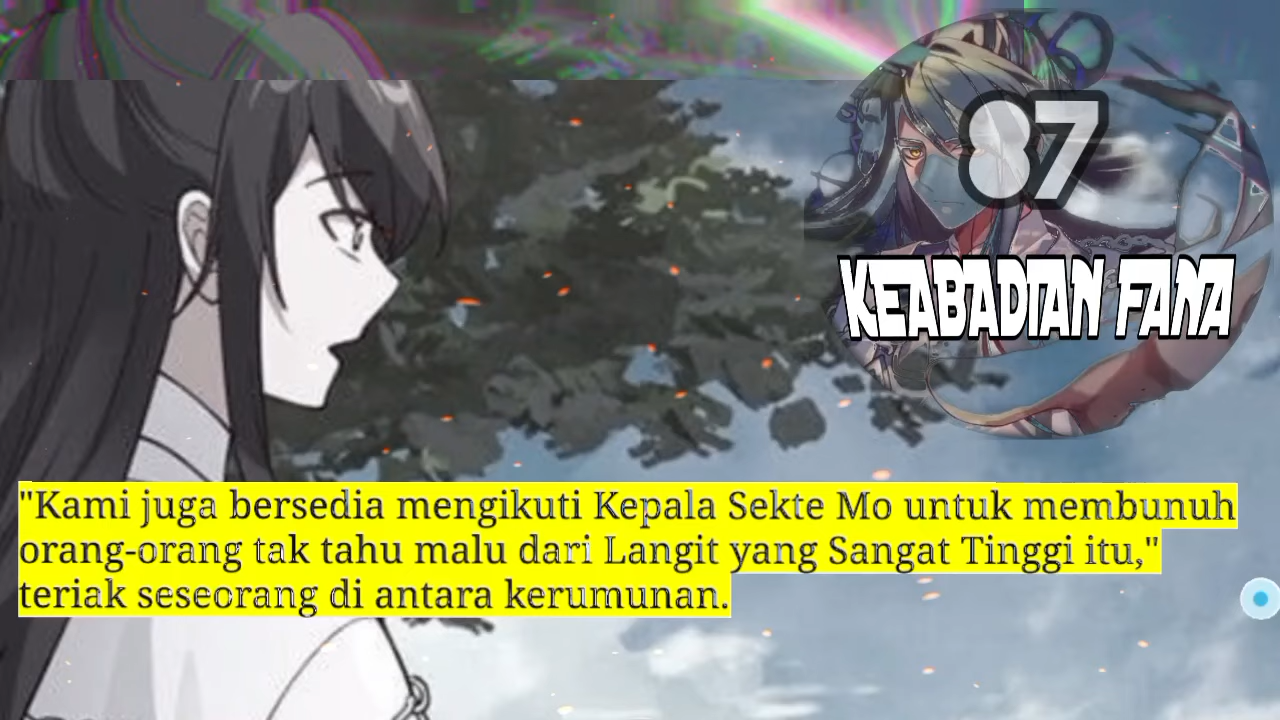 87
KEABADIAN FANA
"Kami juga bersedia mengikuti Kepala Sekte Mo untuk membunuh
orang-orang tak tahu malu dari Langit yang Sangat Tinggi itu,"
teriak seseorang di antara kerumunan.